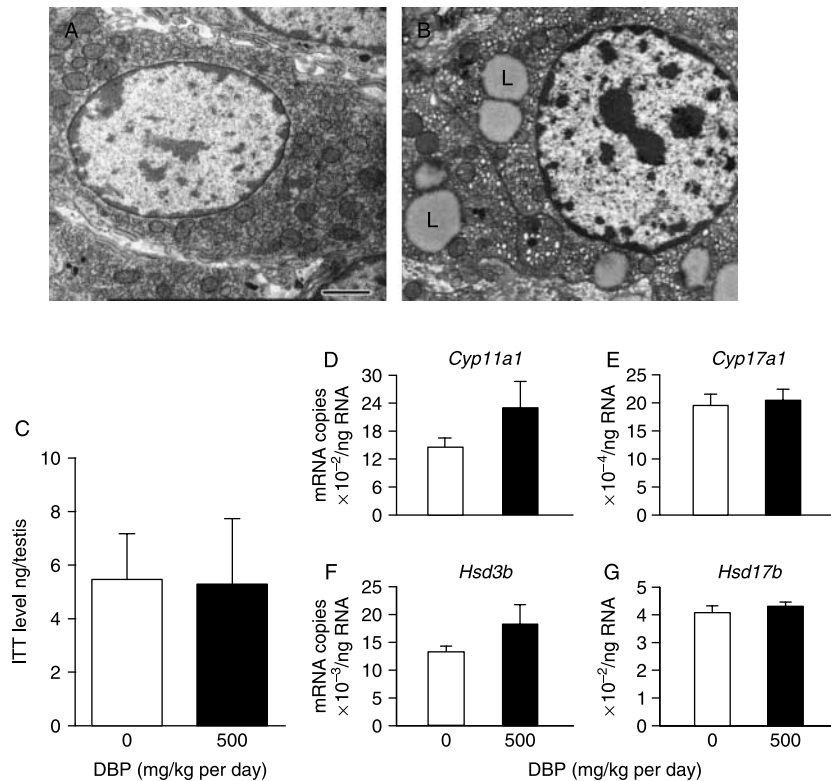 A
B
L
L
C
ITT level ng/testis
10
8
6
4
2
0
0
500
DBP (mg/kg per day)
D
Cyp11a1
mRNA copies
×10⁻²/ng RNA
30
24
18
12
6
0
E
Cyp17a1
×10⁻⁴/ng RNA
25
20
15
10
5
0
F
Hsd3b
mRNA copies
×10⁻³/ng RNA
25
20
15
10
5
0
0
500
G
Hsd17b
×10⁻²/ng RNA
5
4
3
2
1
0
0
500
DBP (mg/kg per day)